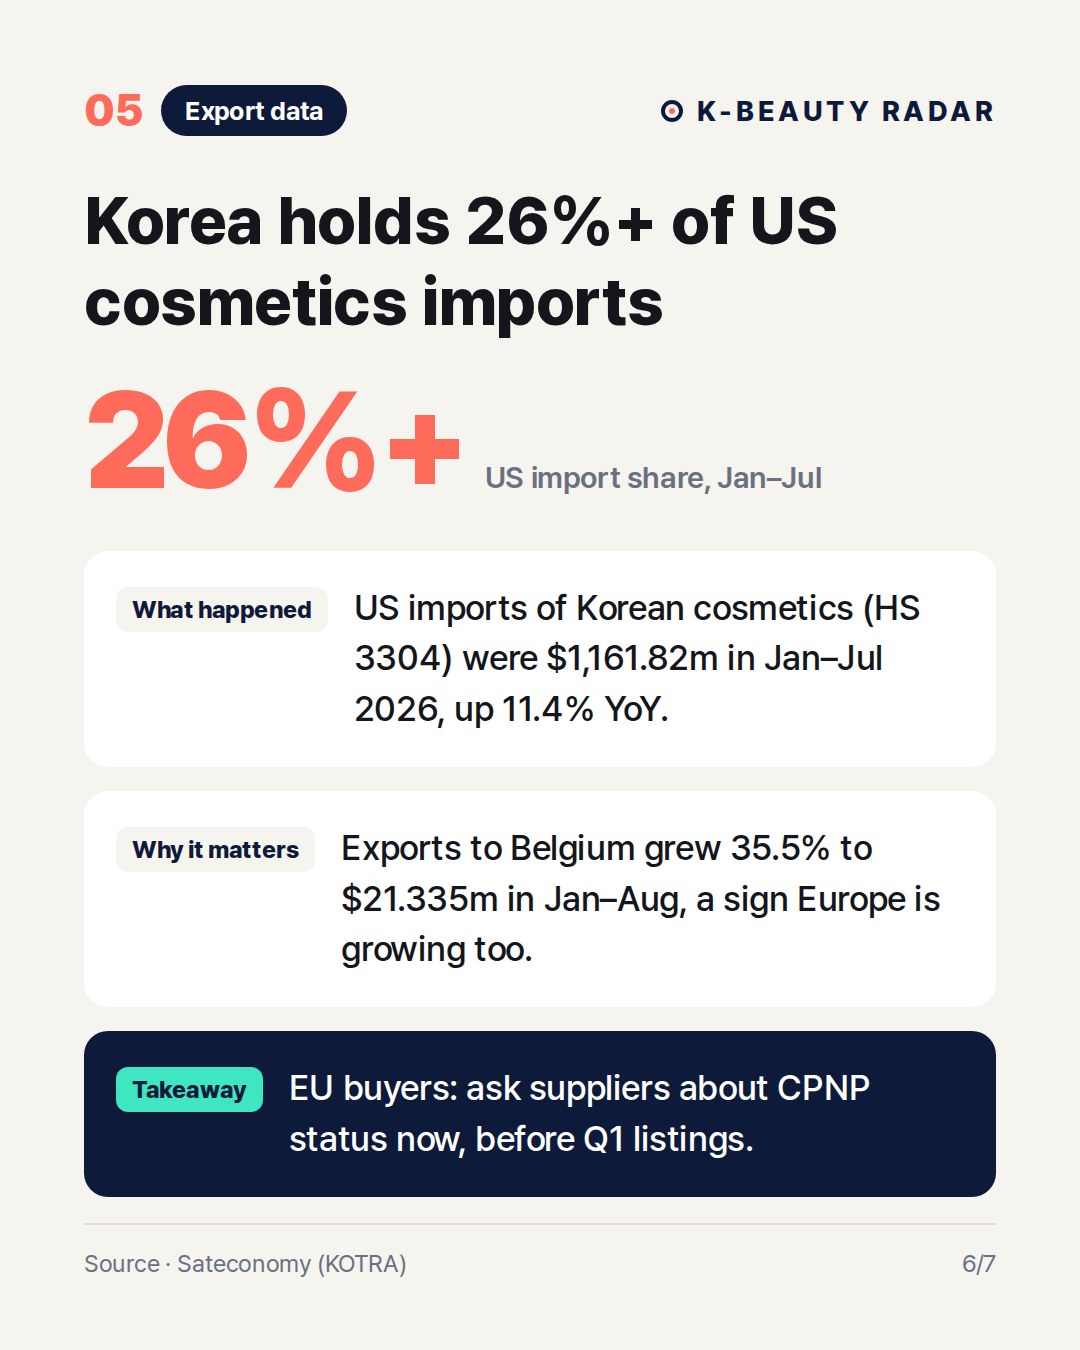 05 Export data
K-BEAUTY RADAR
Korea holds 26%+ of US
cosmetics imports
26%+ US import share, Jan–Jul
What happened
US imports of Korean cosmetics (HS
3304) were $1,161.82m in Jan–Jul
2026, up 11.4% YoY.
Why it matters
Exports to Belgium grew 35.5% to
$21.335m in Jan–Aug, a sign Europe is
growing too.
Takeaway
EU buyers: ask suppliers about CPNP
status now, before Q1 listings.
Source · Sateconomy (KOTRA)
6/7